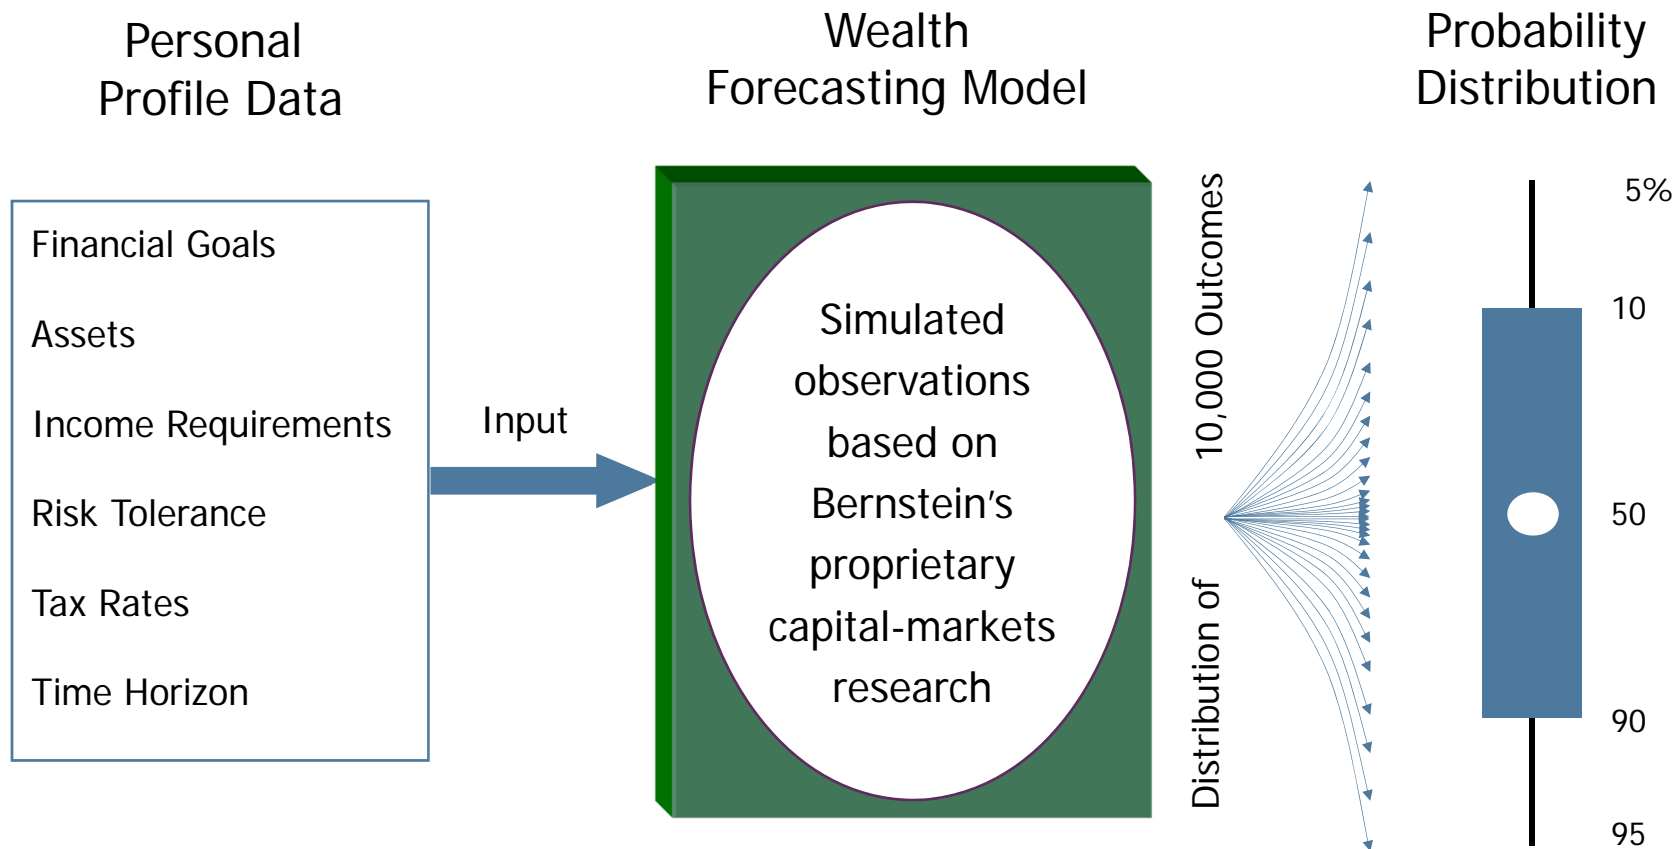 Personal
Profile Data
Financial Goals
Assets
Income Requirements
Risk Tolerance
Tax Rates
Time Horizon
Input
Wealth
Forecasting Model
Simulated
observations
based on
Bernstein’s
proprietary
capital-markets
research
Distribution of 10,000 Outcomes
Probability
Distribution
5%
10
50
90
95